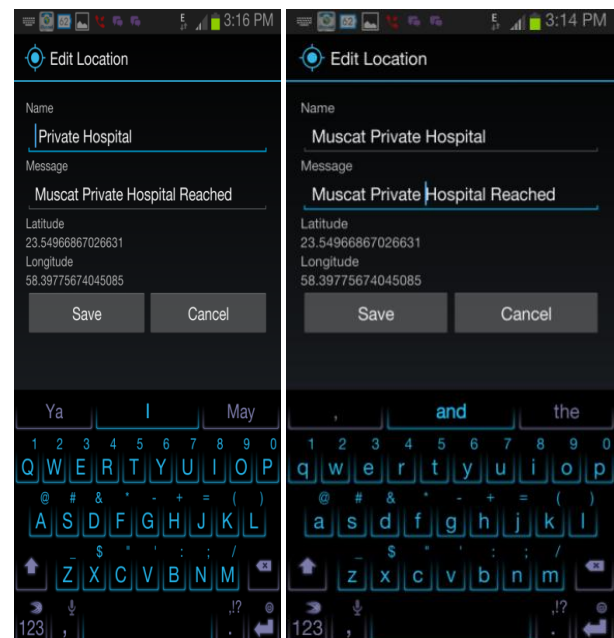 62
E
3:16 PM
Edit Location
Name
Private Hospital
Message
Muscat Private Hospital Reached
Latitude
23.54966867026631
Longitude
58.39775674045085
Save Cancel
Ya I May
1 2 3 4 5 6 7 8 9 0
Q W E R T Y U I O P
@ # & * - + = ( )
A S D F G H J K L
_ $ " ' : ; /
Z X C V B N M
,!?
123 , .
62
E
3:14 PM
Edit Location
Name
Muscat Private Hospital
Message
Muscat Private Hospital Reached
Latitude
23.54966867026631
Longitude
58.39775674045085
Save Cancel
, and the
1 2 3 4 5 6 7 8 9 0
q w e r t y u i o p
@ # & * - + = ( )
a s d f g h j k l
_ $ " ' : ; /
z x c v b n m
,!?
123 , .